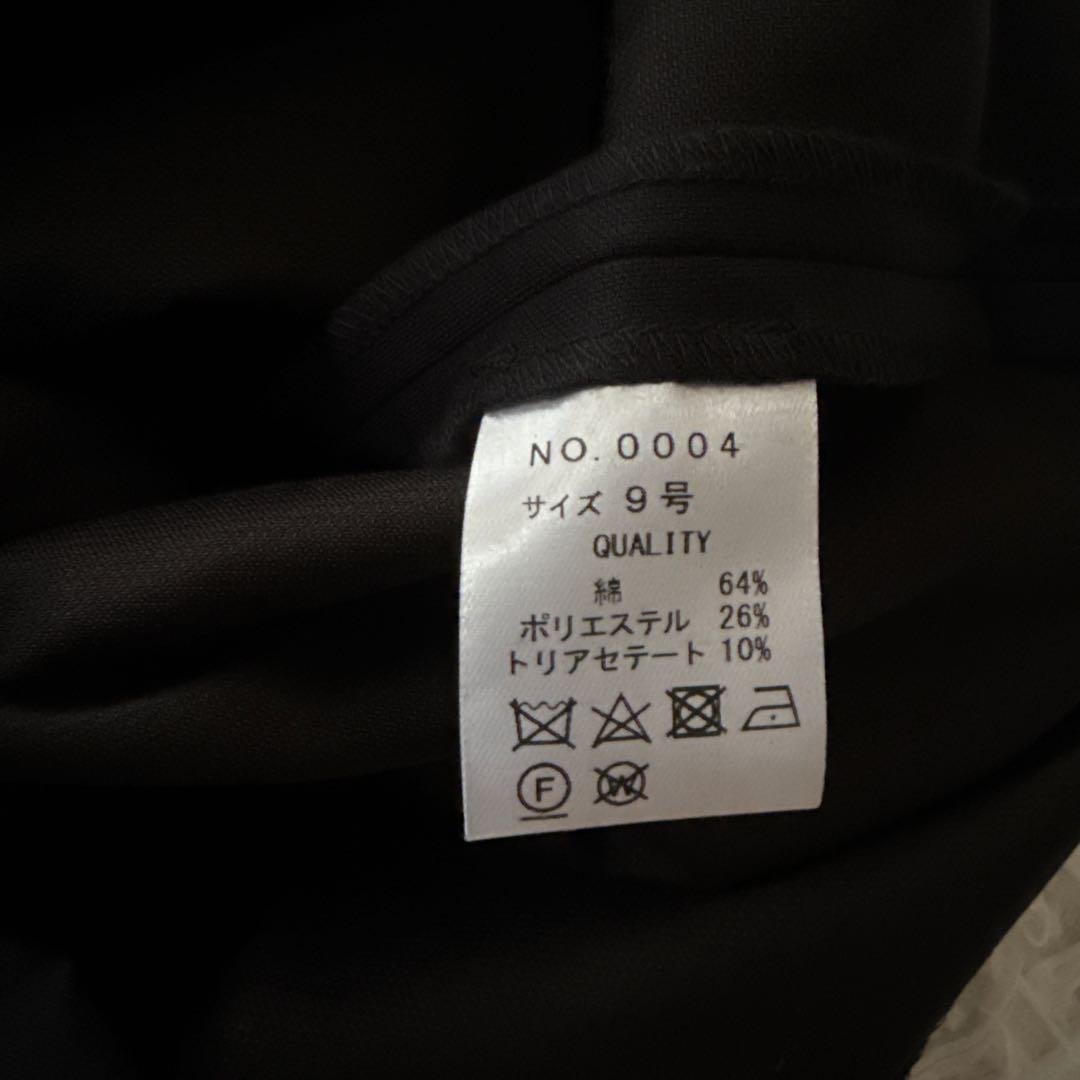 NO.0004
サイズ 9号
QUALITY
綿 64%
ポリエステル 26%
トリアセテート 10%
F W